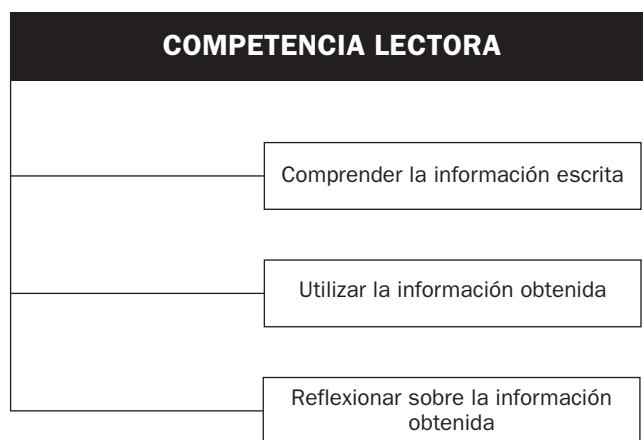 COMPETENCIA LECTORA
Comprender la información escrita
Utilizar la información obtenida
Reflexionar sobre la información
obtenida